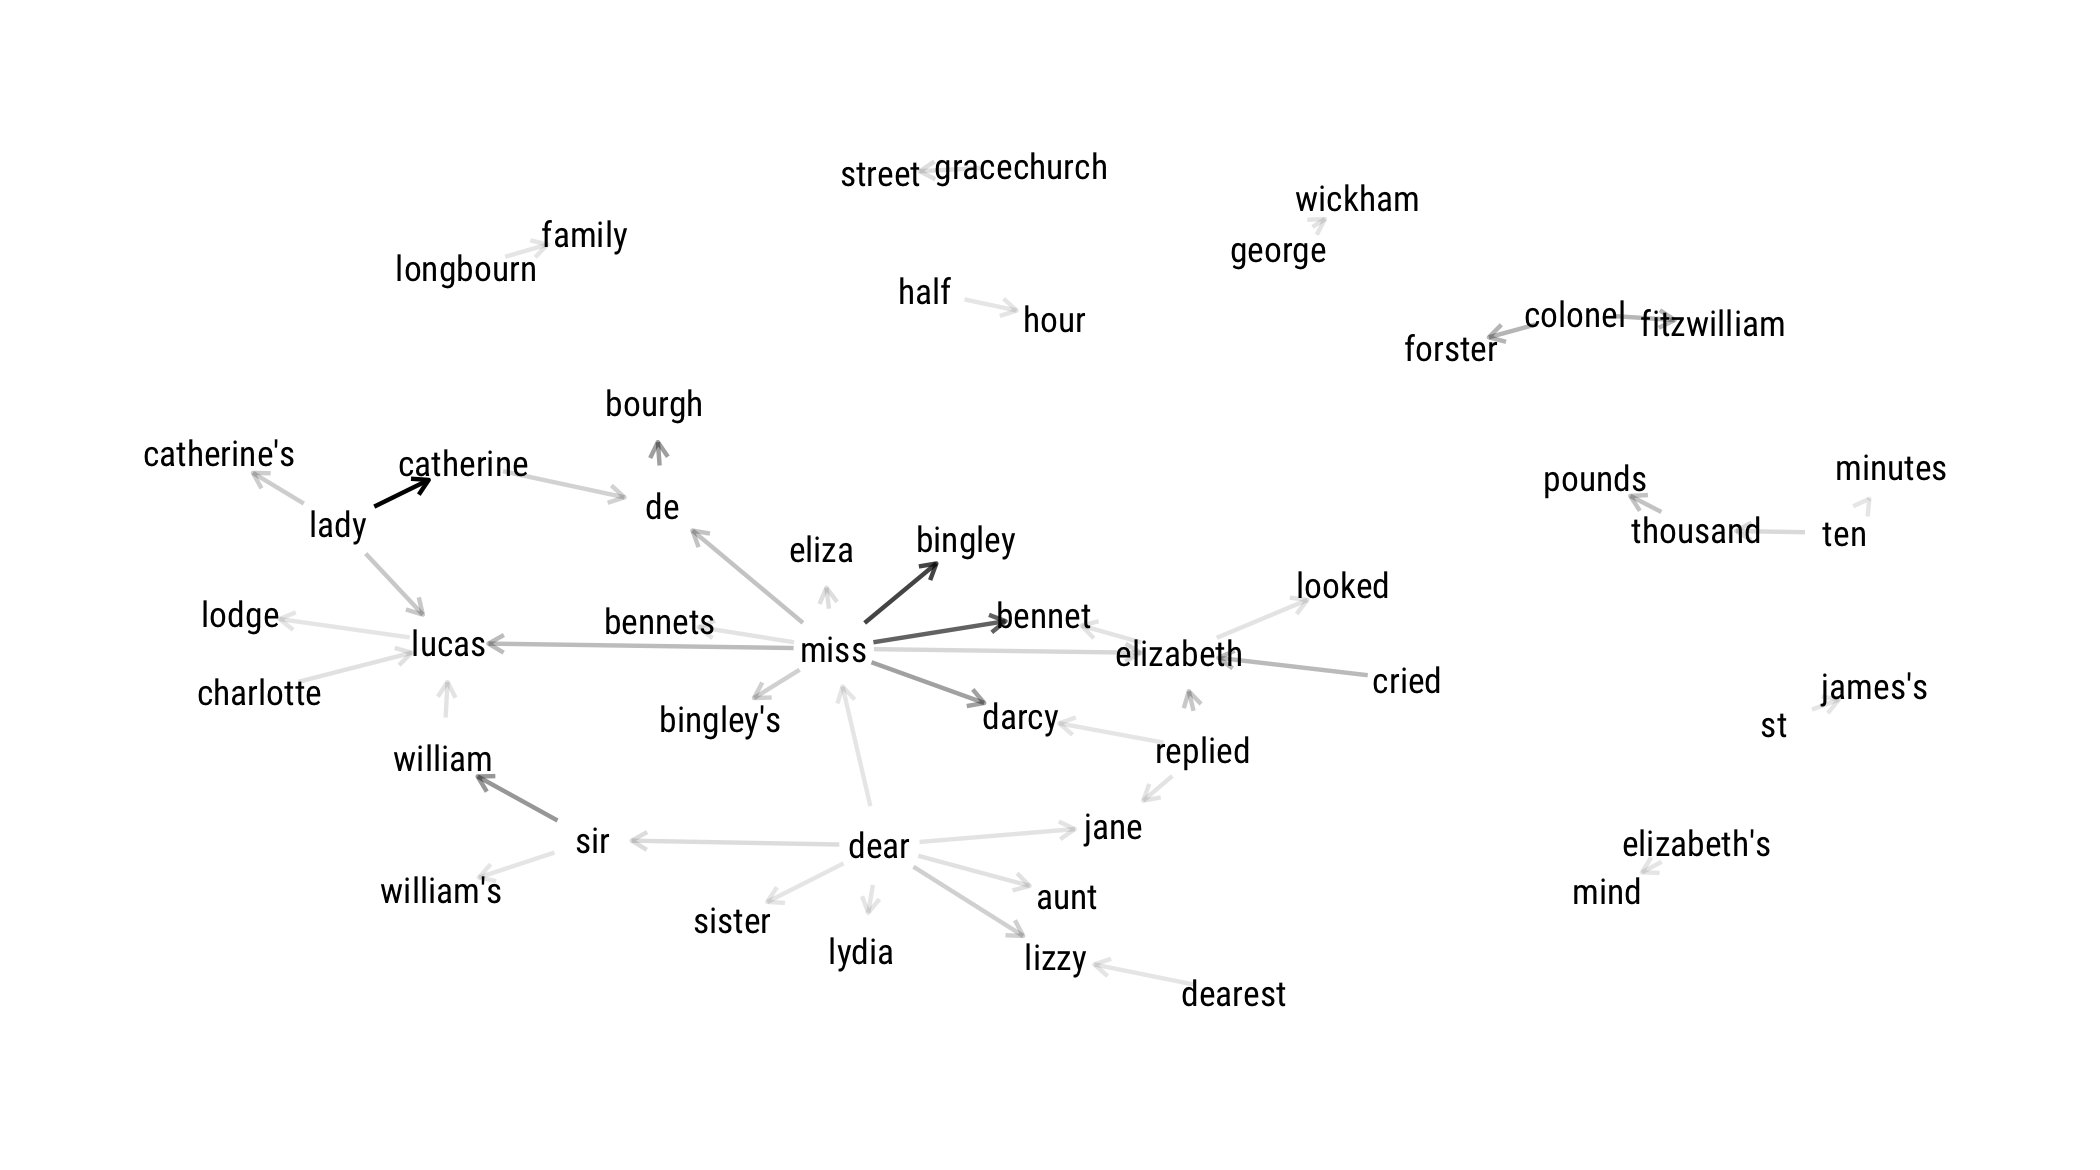 street
gracechurch
wickham
family
george
longbourn
half
hour
colonel
fitzwilliam
forster
bourgh
catherine's
catherine
minutes
pounds
de
lady
thousand
ten
bingley
eliza
looked
lodge
bennets
bennet
lucas
miss
elizabeth
cried
charlotte
james's
bingley's
darcy
st
william
replied
jane
sir
dear
elizabeth's
william's
aunt
mind
sister
lydia
lizzy
dearest